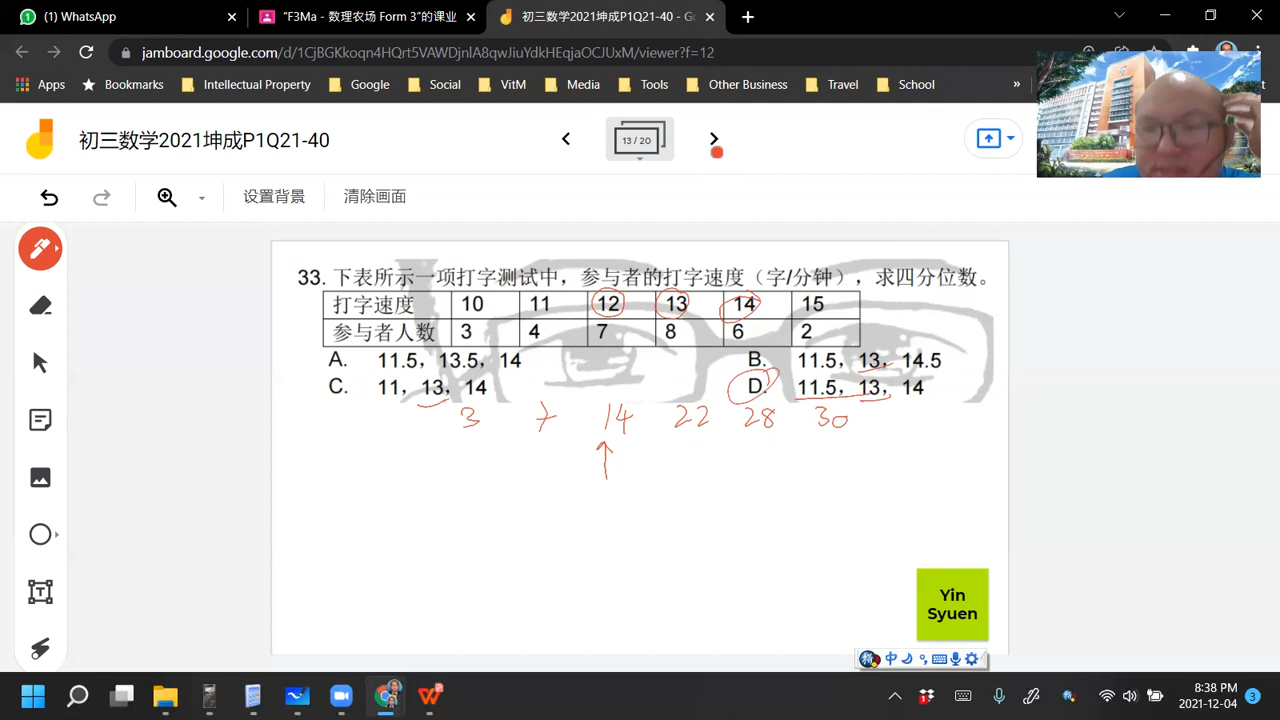 (1) WhatsApp
"F3Ma - 数理农场 Form 3"的课业
初三数学2021坤成P1Q21-40 - Go
jamboard.google.com/d/1CjBGKkogn4HQrt5VAWDjnlA8gwJiuYdkHEqjaOCJUxM/viewer?f=12
Apps Bookmarks Intellectual Property Google Social VitM Media Tools Other Business Travel School »
初三数学2021坤成P1Q21-40
13 / 20
设置背景 清除画面
33. 下表所示一项打字测试中，参与者的打字速度（字/分钟），求四分位数。
打字速度 10 11 12 13 14 15
参与者人数 3 4 7 8 6 2
A. 11.5，13.5，14 B. 11.5，13，14.5
C. 11，13，14 D. 11.5，13，14
3 7 14 22 28 30
Yin
Syuen
中
8:38 PM
2021-12-04
3